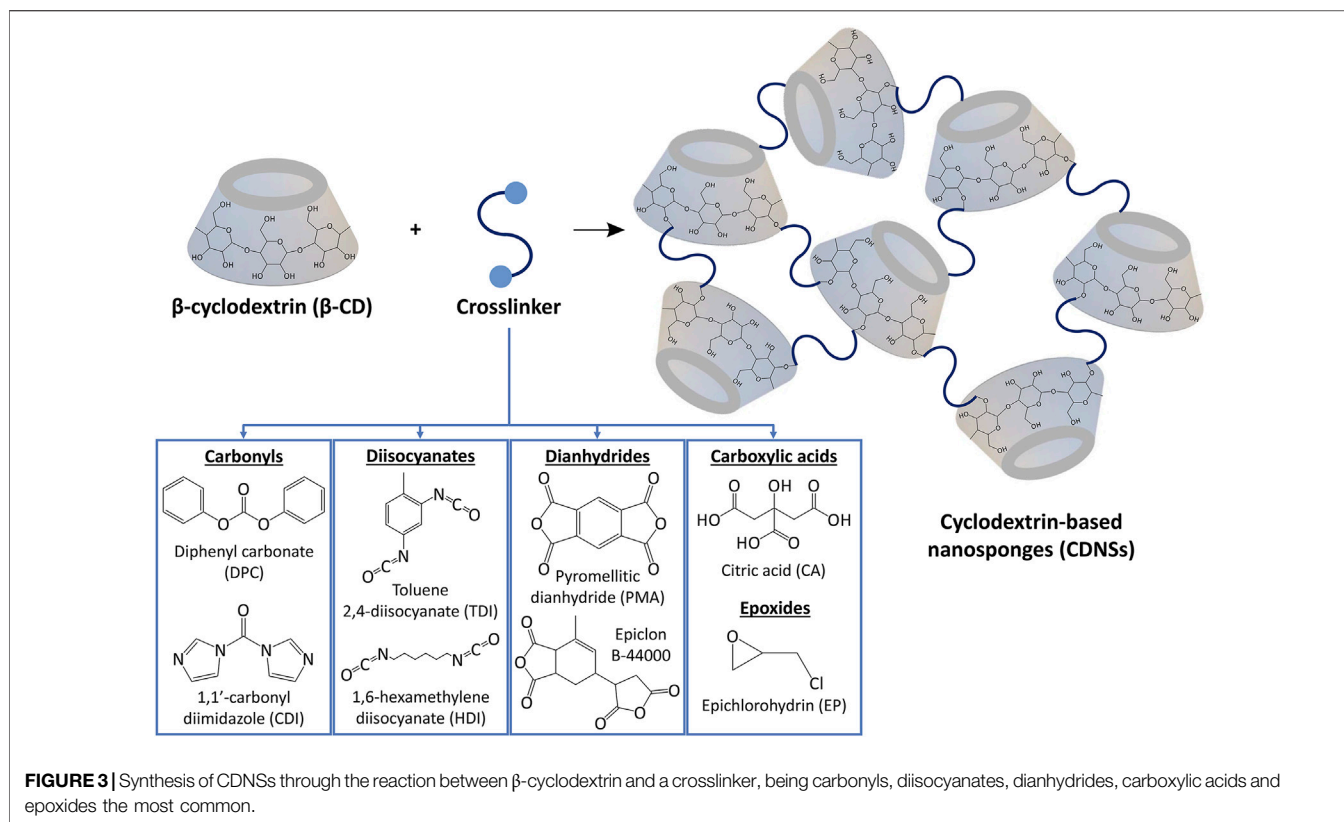 β-cyclodextrin (β-CD)
+
Crosslinker
Cyclodextrin-based
nanosponges (CDNSs)
Carbonyls
Diphenyl carbonate
(DPC)
1,1′-carbonyl
diimidazole (CDI)
Diisocyanates
Toluene
2,4-diisocyanate (TDI)
1,6-hexamethylene
diisocyanate (HDI)
Dianhydrides
Pyromellitic
dianhydride (PMA)
Epiclon
B-44000
Carboxylic acids
Citric acid (CA)
Epoxides
Epichlorohydrin (EP)
FIGURE 3 | Synthesis of CDNSs through the reaction between β-cyclodextrin and a crosslinker, being carbonyls, diisocyanates, dianhydrides, carboxylic acids and
epoxides the most common.